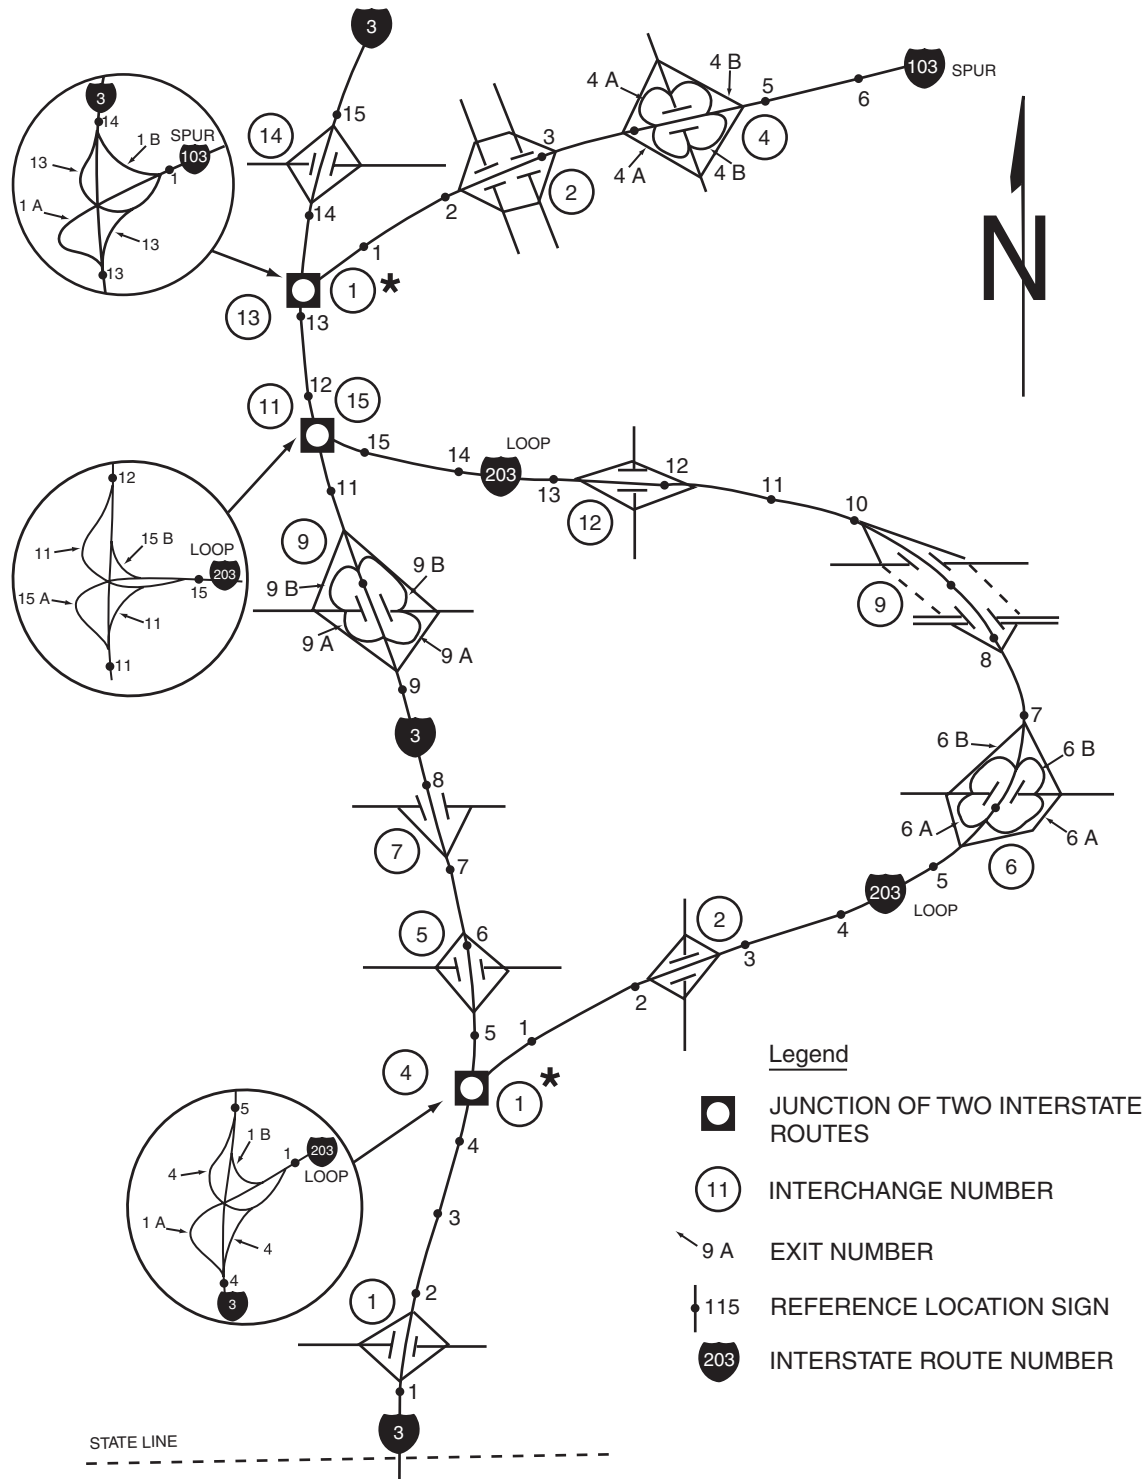 3
15
14
14
13
1 B
SPUR
103
1
1 A
13
13
3
14
14
2
1
3
2
4 A
4 B
4 A
4 B
5
4
6
103
SPUR
N
1
*
13
13
12
11
15
15
14
LOOP
203
13
12
12
11
10
9
8
7
12
11
15 B
LOOP
203
15
15 A
11
11
11
9
9 B
9 B
9 A
9 A
9
3
8
7
7
5
6
5
6 B
6 B
6 A
6 A
6
5
203
LOOP
4
2
3
2
1
4
1
*
4
5
1 B
1
203
LOOP
4
1 A
4
4
3
3
2
1
1
3
STATE LINE
Legend
JUNCTION OF TWO INTERSTATE
ROUTES
11
INTERCHANGE NUMBER
9 A
EXIT NUMBER
115
REFERENCE LOCATION SIGN
203
INTERSTATE ROUTE NUMBER